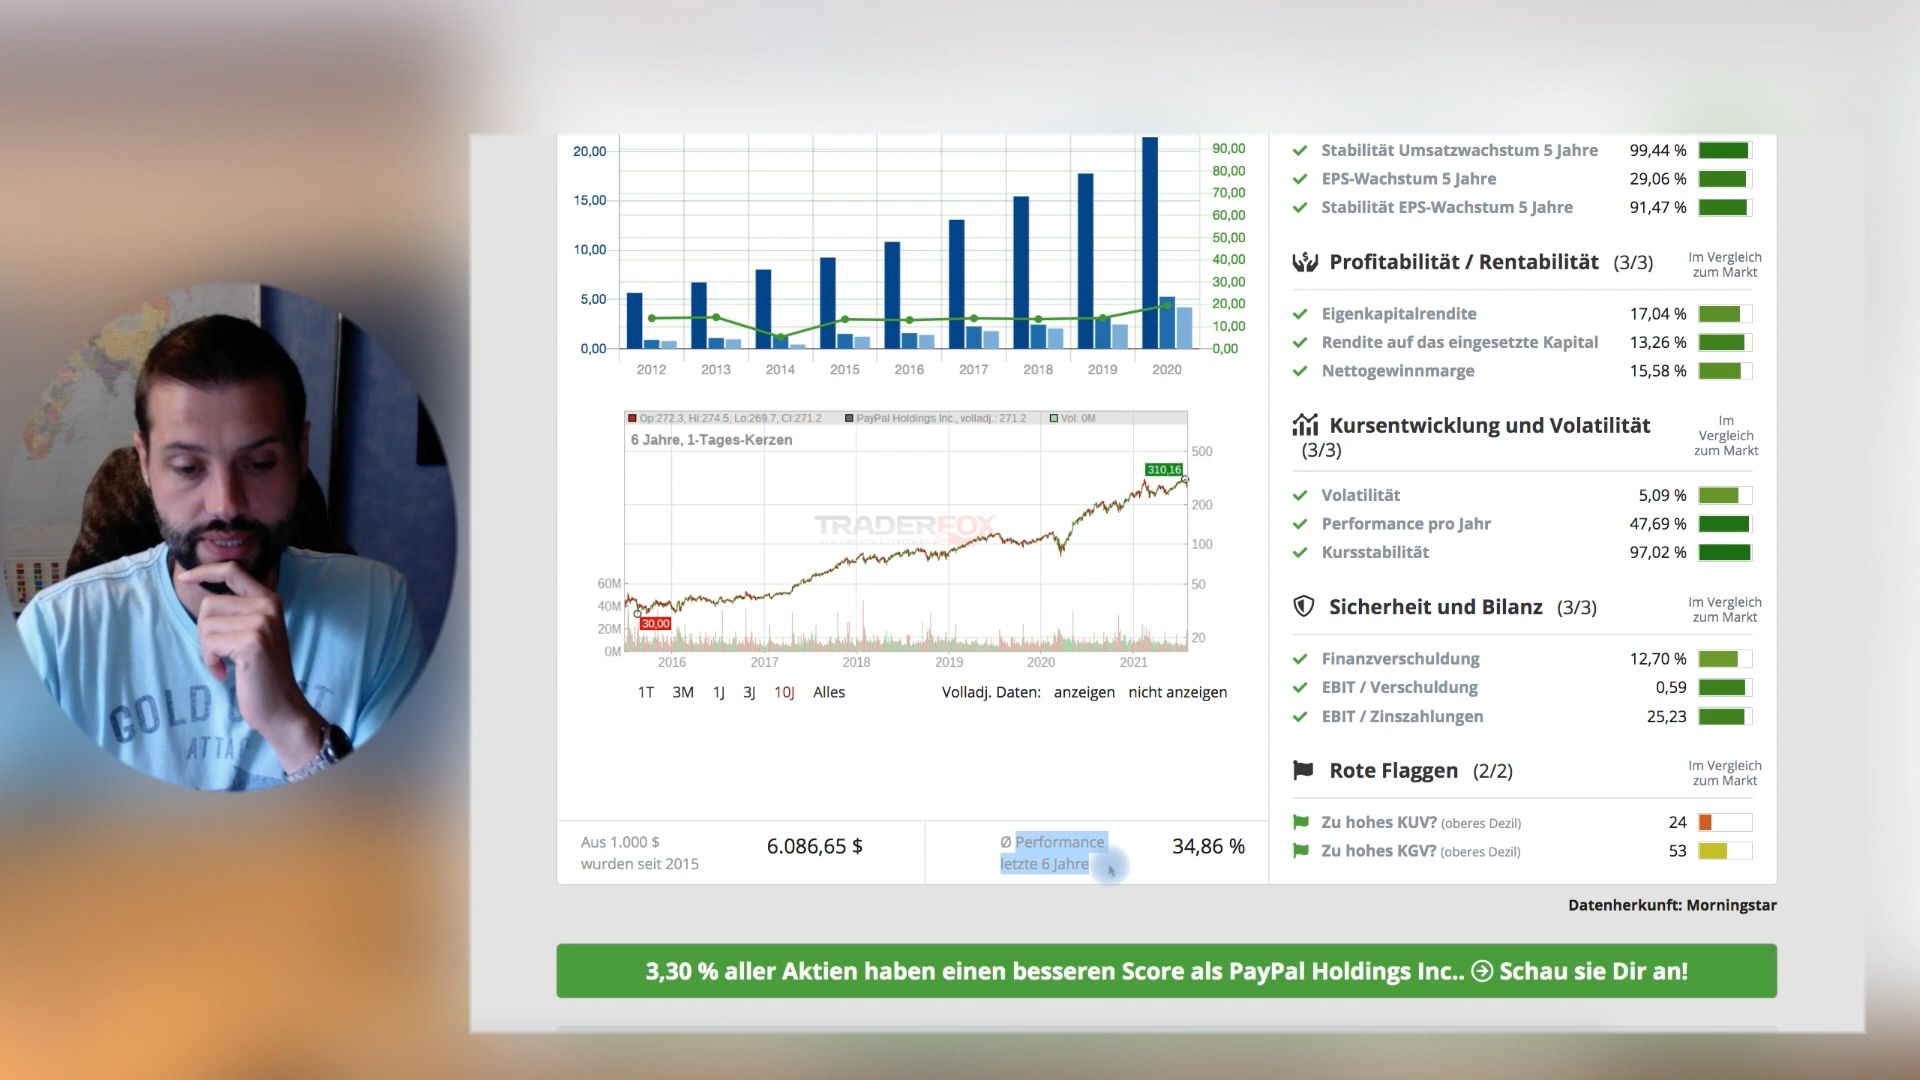 20,00
15,00
10,00
5,00
0,00
90,00
80,00
70,00
60,00
50,00
40,00
30,00
20,00
10,00
0,00
2012 2013 2014 2015 2016 2017 2018 2019 2020
Op:272.3, Hi:274.5, Lo:269.7, Cl:271.2 PayPal Holdings Inc., volladj.: 271.2 Vol: 0M
6 Jahre, 1-Tages-Kerzen
310,16
30,00
TRADERFOX
500
200
100
50
20
60M
40M
20M
0M
2016 2017 2018 2019 2020 2021
1T 3M 1J 3J 10J Alles
Volladj. Daten: anzeigen nicht anzeigen
Aus 1.000 $
wurden seit 2015
6.086,65 $
Ø Performance
letzte 6 Jahre
34,86 %
Stabilität Umsatzwachstum 5 Jahre 99,44 %
EPS-Wachstum 5 Jahre 29,06 %
Stabilität EPS-Wachstum 5 Jahre 91,47 %
Profitabilität / Rentabilität (3/3)
Im Vergleich
zum Markt
Eigenkapitalrendite 17,04 %
Rendite auf das eingesetzte Kapital 13,26 %
Nettogewinnmarge 15,58 %
Kursentwicklung und Volatilität
(3/3)
Im
Vergleich
zum Markt
Volatilität 5,09 %
Performance pro Jahr 47,69 %
Kursstabilität 97,02 %
Sicherheit und Bilanz (3/3)
Im Vergleich
zum Markt
Finanzverschuldung 12,70 %
EBIT / Verschuldung 0,59
EBIT / Zinszahlungen 25,23
Rote Flaggen (2/2)
Im Vergleich
zum Markt
Zu hohes KUV? (oberes Dezil) 24
Zu hohes KGV? (oberes Dezil) 53
Datenherkunft: Morningstar
3,30 % aller Aktien haben einen besseren Score als PayPal Holdings Inc.. Schau sie Dir an!
GOLD
ATTA